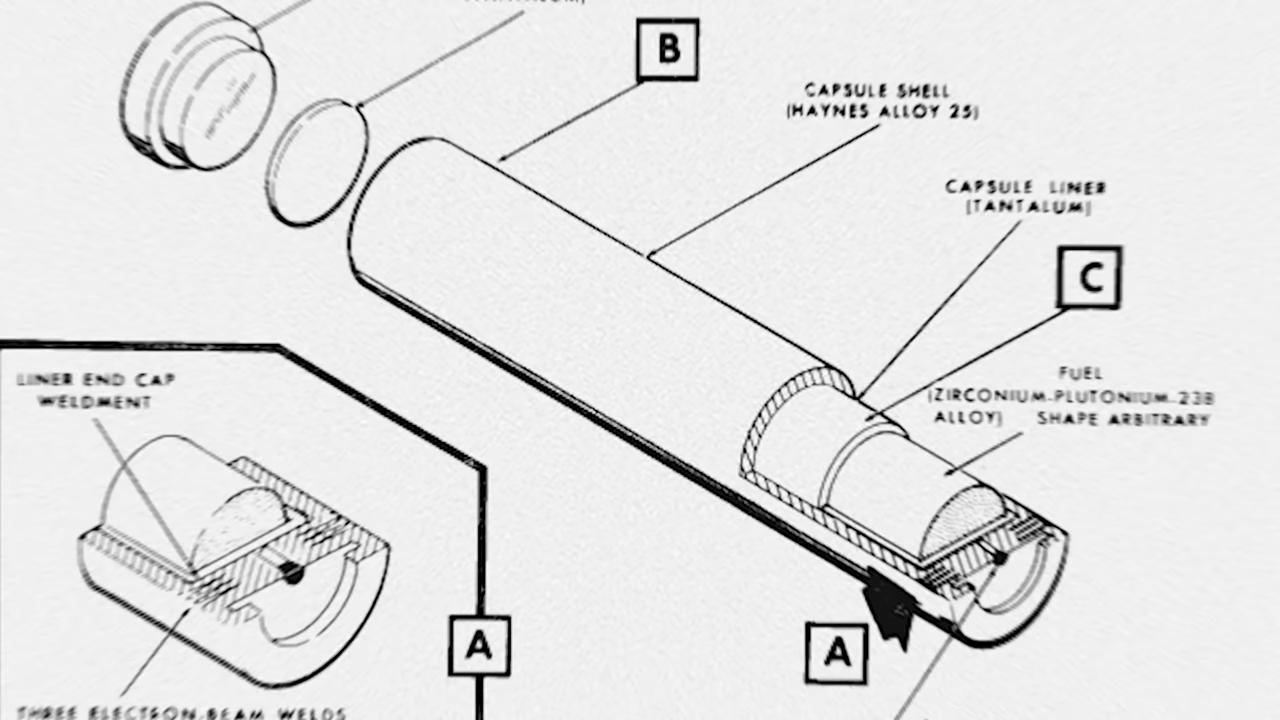 B
CAPSULE SHELL
(HAYNES ALLOY 25)
CAPSULE LINER
(TANTALUM)
C
FUEL
(ZIRCONIUM-PLUTONIUM-238
ALLOY) SHAPE ARBITRARY
LINER END CAP
WELDMENT
A
A
THREE ELECTRON-BEAM WELDS